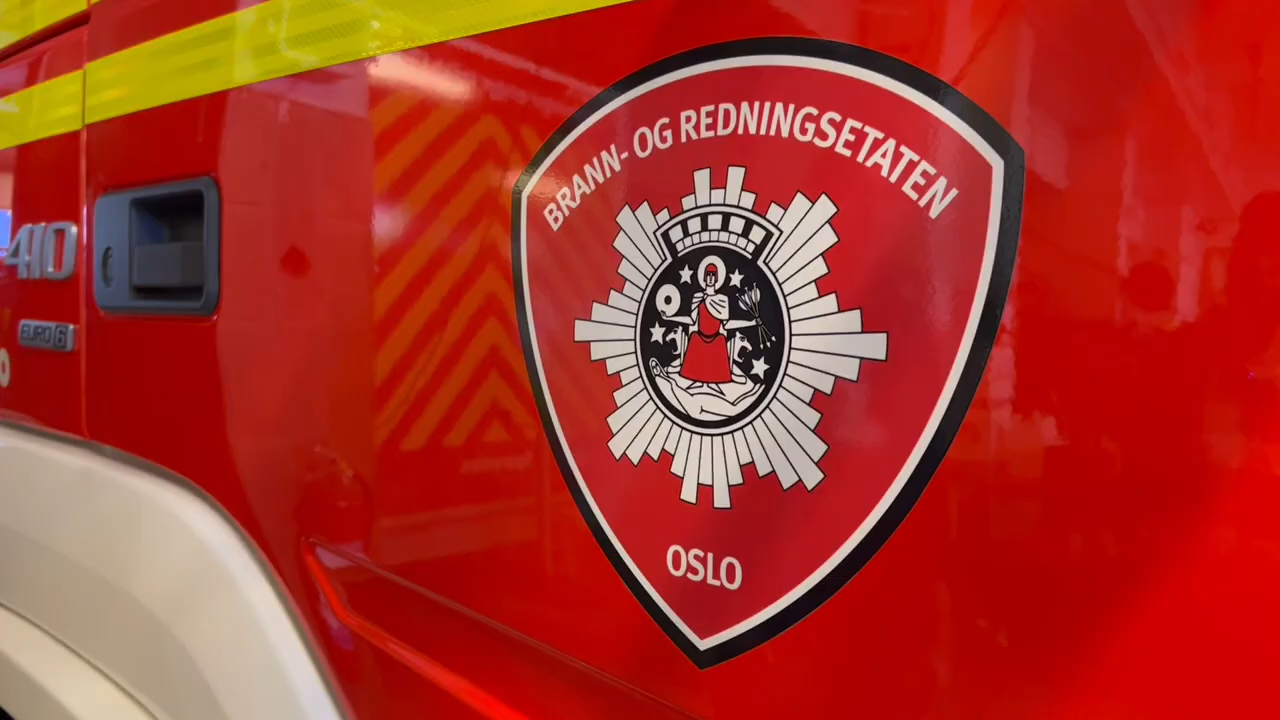 BRANN- OG REDNINGSETATEN
OSLO
410
EURO 6